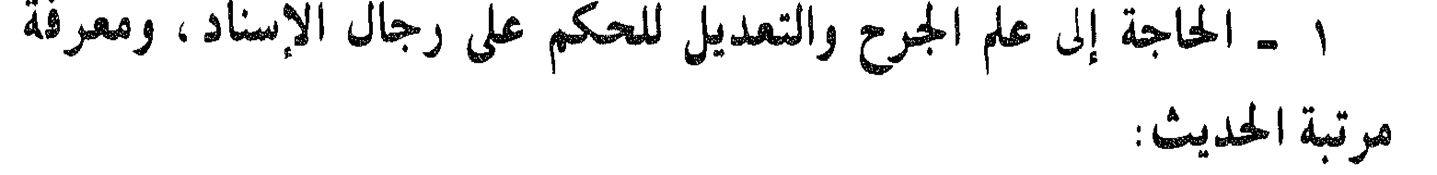 ١ - الحاجة إلى علم الجرح والتعديل للحكم على رجال الإسناد ، ومعرفة
مرتبة الحديث :